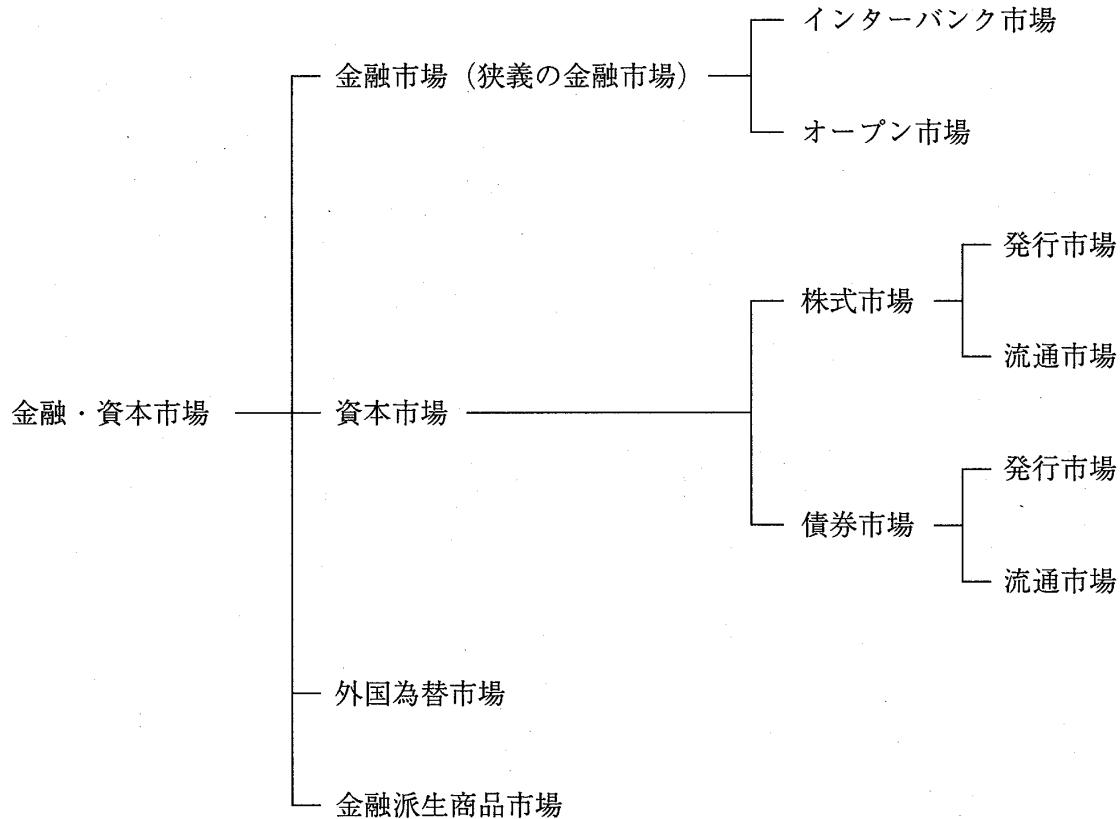 インターバンク市場
金融市場（狭義の金融市場）
オープン市場
発行市場
株式市場
流通市場
金融・資本市場
資本市場
発行市場
債券市場
流通市場
外国為替市場
金融派生商品市場